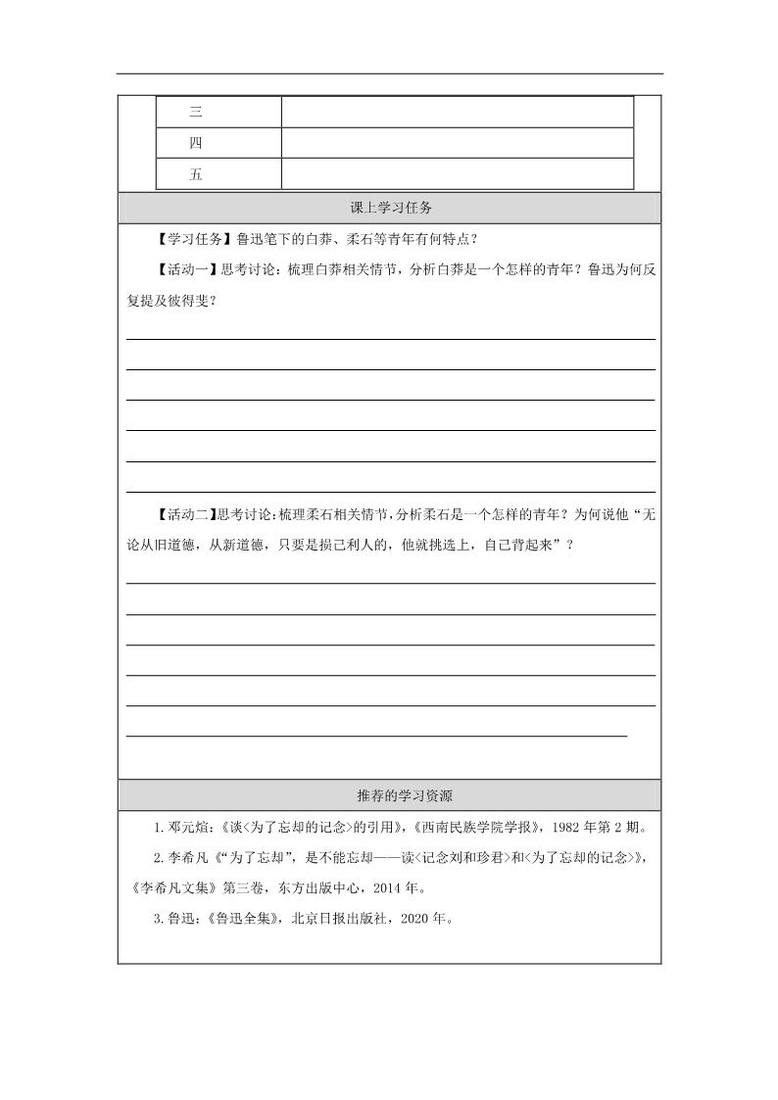 三
四
五
课上学习任务
【学习任务】鲁迅笔下的白莽、柔石等青年有何特点？
【活动一】思考讨论：梳理白莽相关情节，分析白莽是一个怎样的青年？鲁迅为何反
复提及彼得斐？
【活动二】思考讨论：梳理柔石相关情节，分析柔石是一个怎样的青年？为何说他“无
论从旧道德，从新道德，只要是损己利人的，他就挑选上，自己背起来”？
推荐的学习资源
1.邓元煊：《谈<为了忘却的记念>的引用》，《西南民族学院学报》，1982 年第 2 期。
2.李希凡《“为了忘却”，是不能忘却——读<记念刘和珍君>和<为了忘却的记念>》，
《李希凡文集》第三卷，东方出版中心，2014 年。
3.鲁迅：《鲁迅全集》，北京日报出版社，2020 年。